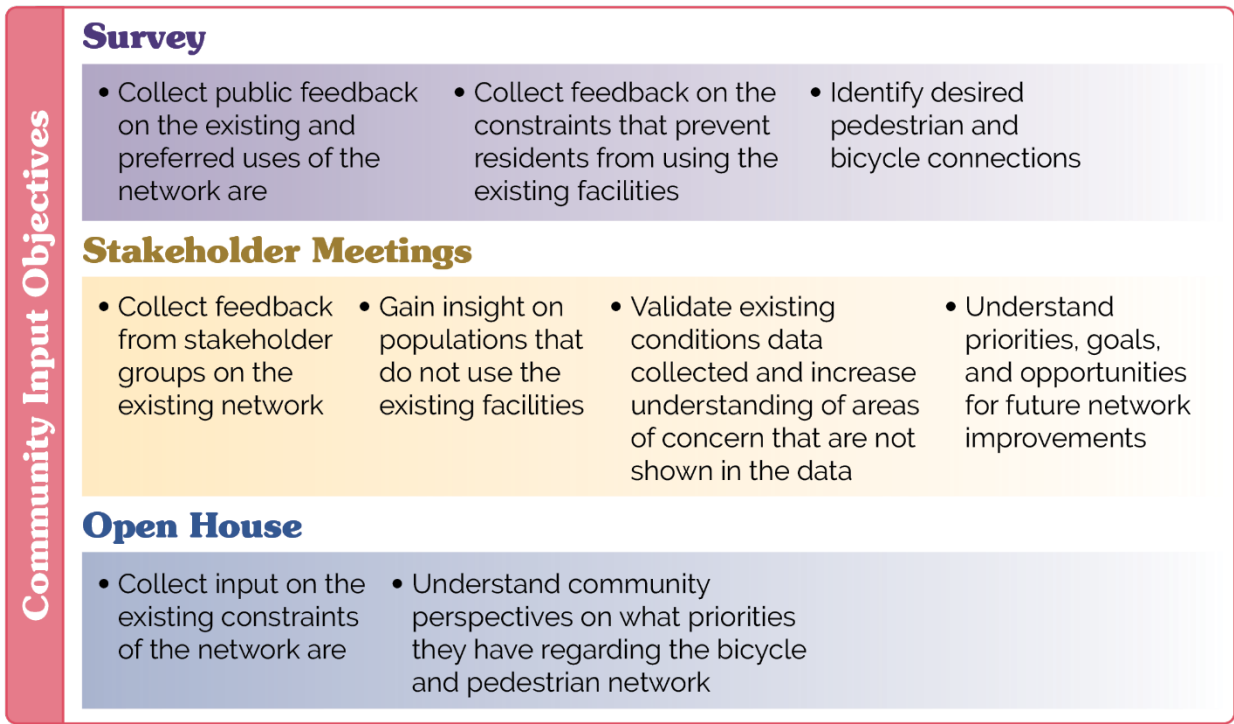 Community Input Objectives
Survey
• Collect public feedback
on the existing and
preferred uses of the
network are
• Collect feedback on the
constraints that prevent
residents from using the
existing facilities
• Identify desired
pedestrian and
bicycle connections
Stakeholder Meetings
• Collect feedback
from stakeholder
groups on the
existing network
• Gain insight on
populations that
do not use the
existing facilities
• Validate existing
conditions data
collected and increase
understanding of areas
of concern that are not
shown in the data
• Understand
priorities, goals,
and opportunities
for future network
improvements
Open House
• Collect input on the
existing constraints
of the network are
• Understand community
perspectives on what priorities
they have regarding the bicycle
and pedestrian network